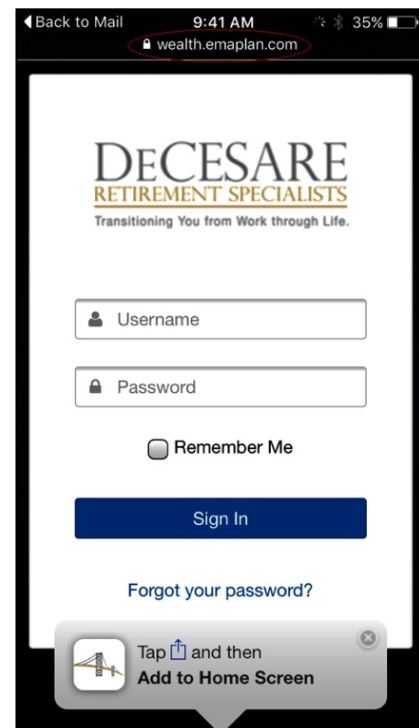 Back to Mail 9:41 AM 35%
wealth.emaplan.com
DECESARE
RETIREMENT SPECIALISTS
Transitioning You from Work through Life.
Username
Password
Remember Me
Sign In
Forgot your password?
Tap and then
Add to Home Screen